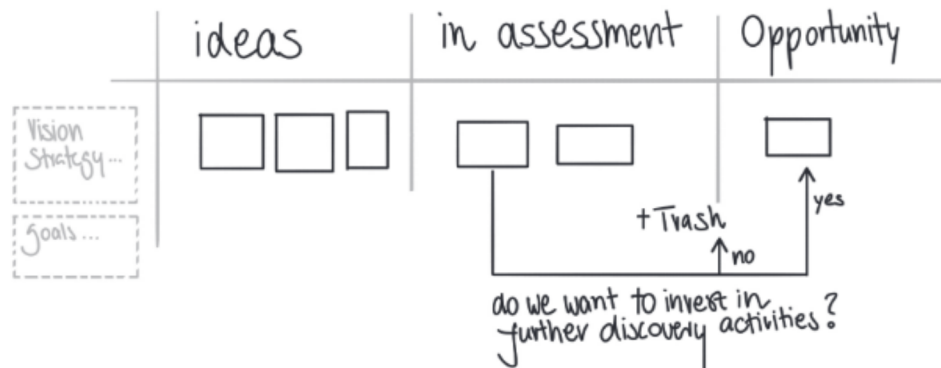 ideas
in assessment
Opportunity
Vision
Strategy...
goals...
+Trash
no
yes
do we want to invest in
further discovery activities?